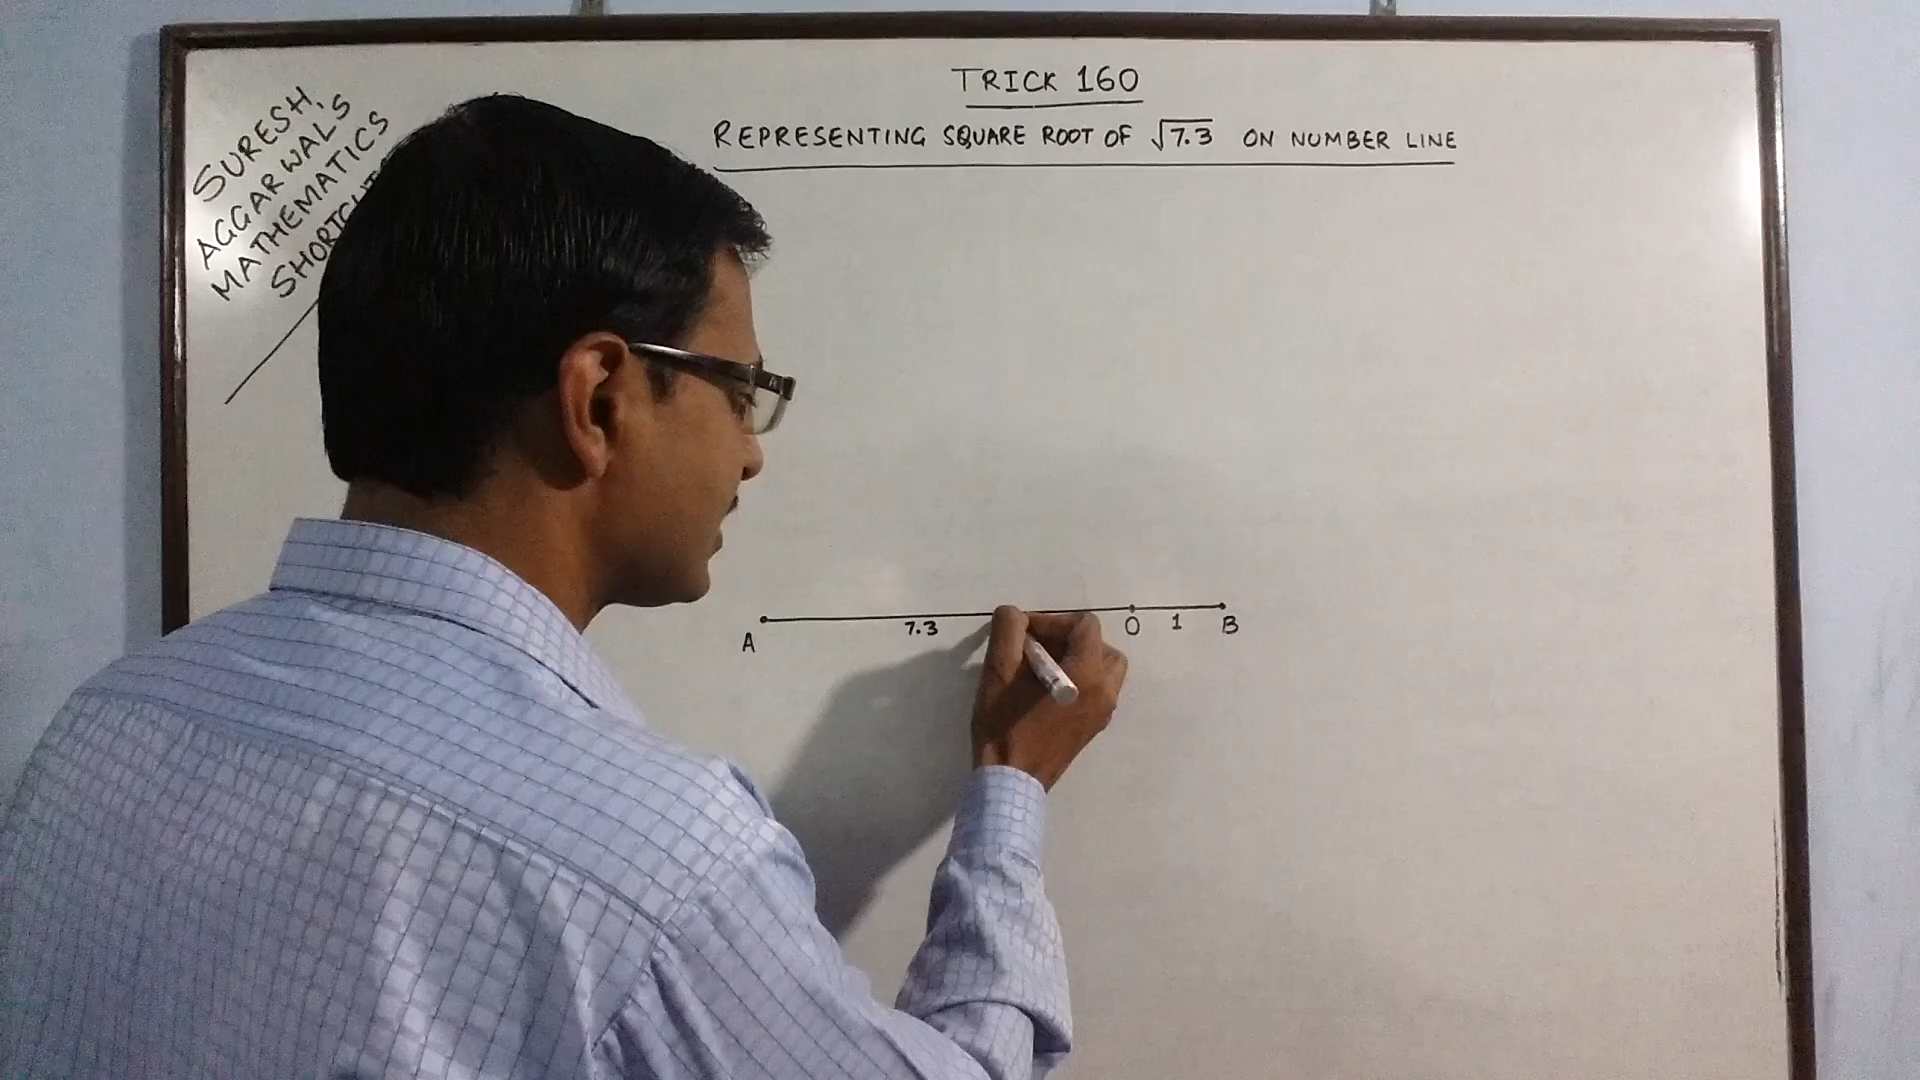 TRICK 160
REPRESENTING SQUARE ROOT OF √7.3 ON NUMBER LINE
SURESH
AGGARWAL'S
MATHEMATICS
A 7.3 O 1 B